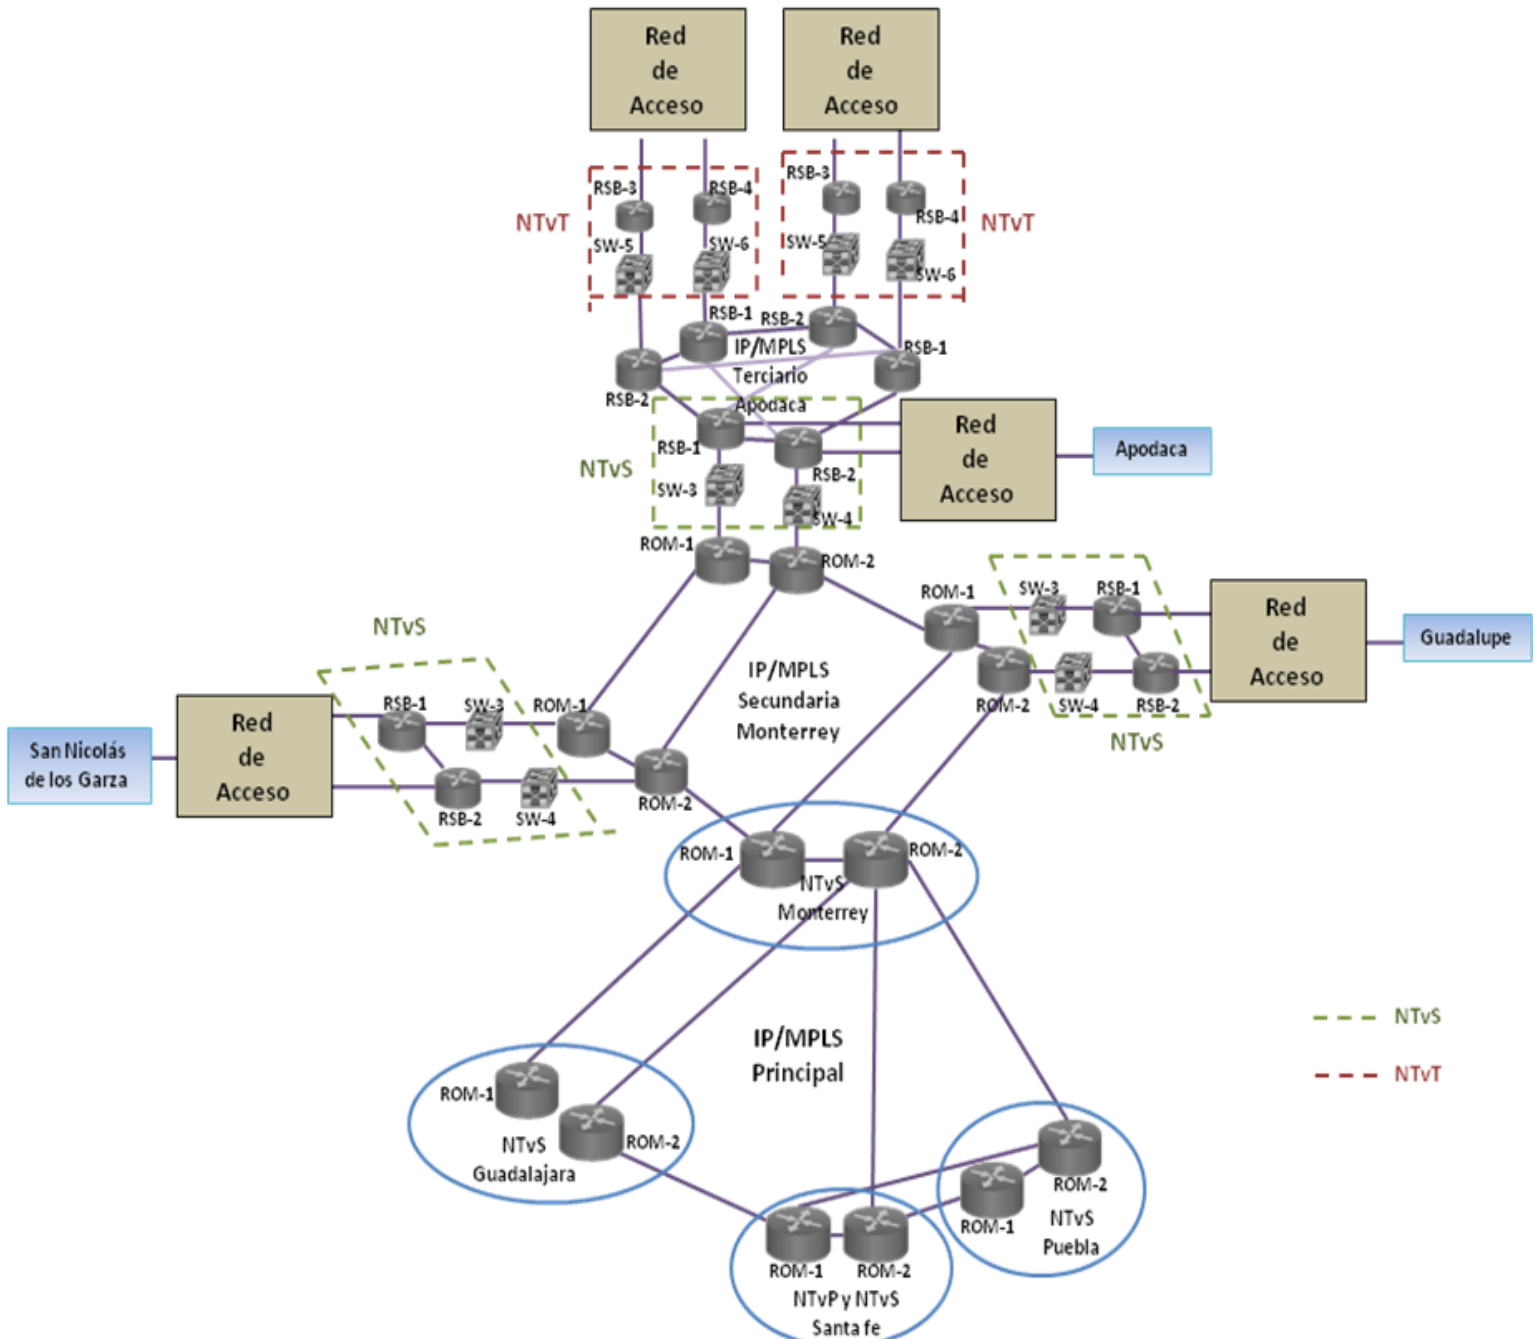 Red
de
Acceso
Red
de
Acceso
RSB-3
RSB-4
NTvT
SW-5
SW-6
RSB-3
RSB-4
NTvT
SW-5
SW-6
RSB-1
RSB-2
IP/MPLS
Terciario
Apodaca
RSB-1
RSB-2
RSB-1
NTvS
RSB-2
SW-3
SW-4
Red
de
Acceso
Apodaca
ROM-1
ROM-2
ROM-1
SW-3
RSB-1
ROM-2
SW-4
RSB-2
NTvS
Red
de
Acceso
Guadalupe
NTvS
IP/MPLS
Secundaria
Monterrey
San Nicolás
de los Garza
Red
de
Acceso
RSB-1
SW-3
ROM-1
RSB-2
SW-4
ROM-2
ROM-1
ROM-2
NTvS
Monterrey
IP/MPLS
Principal
NTvS
NTvT
ROM-1
ROM-2
NTvS
Guadalajara
ROM-2
ROM-1
NTvS
Puebla
ROM-1
ROM-2
NTvP y NTvS
Santa fe